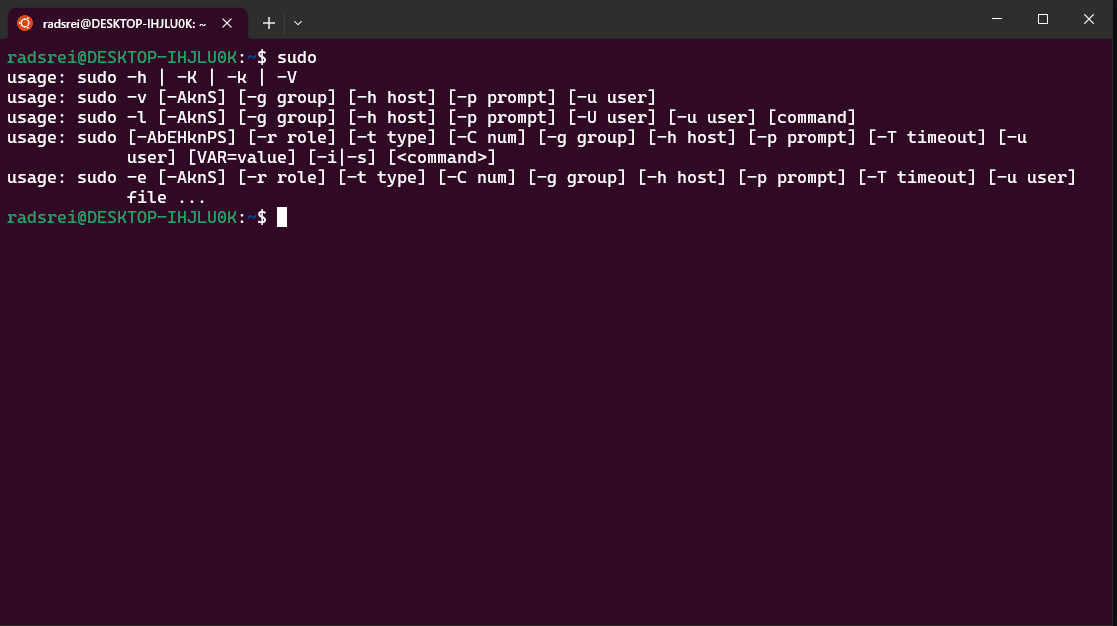 radsrei@DESKTOP-IHJLU0K: ~
radsrei@DESKTOP-IHJLU0K:~$ sudo
usage: sudo -h | -K | -k | -V
usage: sudo -v [-AknS] [-g group] [-h host] [-p prompt] [-u user]
usage: sudo -l [-AknS] [-g group] [-h host] [-p prompt] [-U user] [-u user] [command]
usage: sudo [-AbEHknPS] [-r role] [-t type] [-C num] [-g group] [-h host] [-p prompt] [-T timeout] [-u
user] [VAR=value] [-i|-s] [<command>]
usage: sudo -e [-AknS] [-r role] [-t type] [-C num] [-g group] [-h host] [-p prompt] [-T timeout] [-u user]
file ...
radsrei@DESKTOP-IHJLU0K:~$